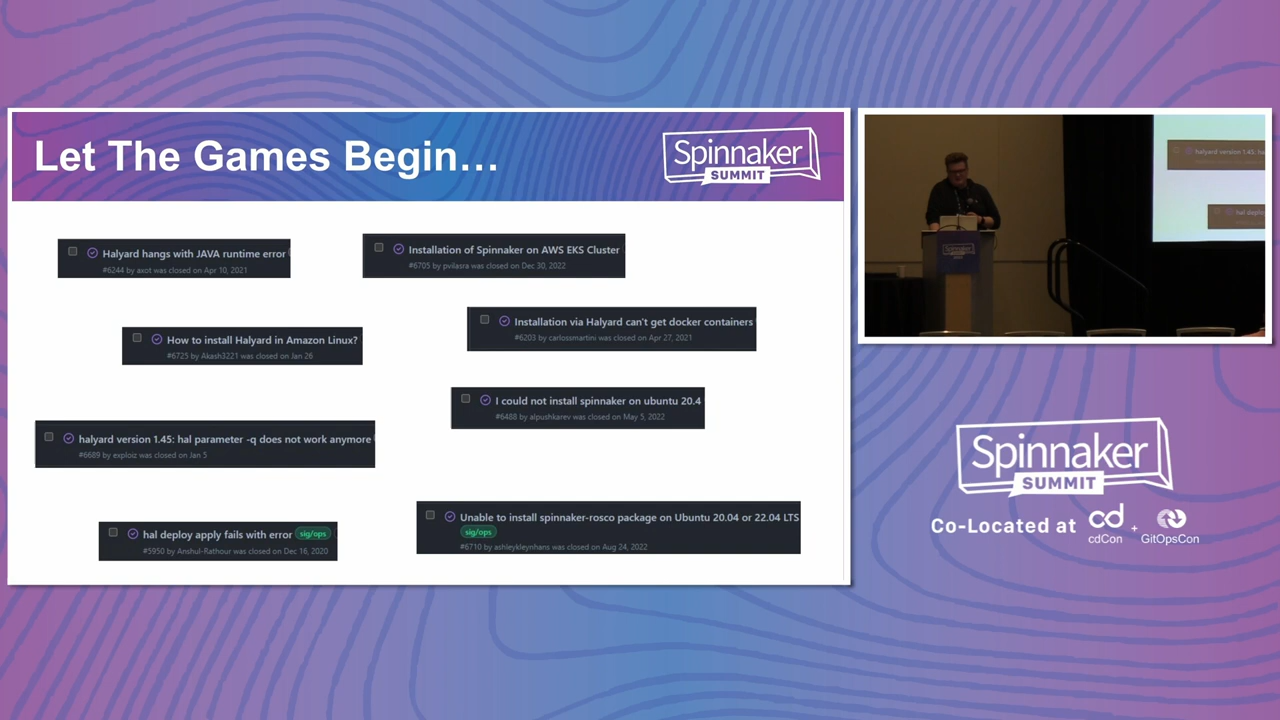 Let The Games Begin…
Spinnaker
SUMMIT
Halyard hangs with JAVA runtime error
#6244 by axot was closed on Apr 10, 2021
Installation of Spinnaker on AWS EKS Cluster
#6705 by pvilasra was closed on Dec 30, 2022
How to install Halyard in Amazon Linux?
#6725 by Akash3221 was closed on Jan 26
Installation via Halyard can't get docker containers
#6203 by carlossmartini was closed on Apr 27, 2021
I could not install spinnaker on ubuntu 20.4
#6488 by alpushkarev was closed on May 5, 2022
halyard version 1.45: hal parameter -q does not work anymore
#6689 by exploiz was closed on Jan 5
hal deploy apply fails with error sig/ops
#5950 by Anshul-Rathour was closed on Dec 16, 2020
Unable to install spinnaker-rosco package on Ubuntu 20.04 or 22.04 LTS
sig/ops
#6710 by ashleykleynhans was closed on Aug 24, 2022
halyard version 1.45: ha
hal deplo
Spinnaker
SUMMIT
Co-Located at cd + 
cdCon GitOpsCon